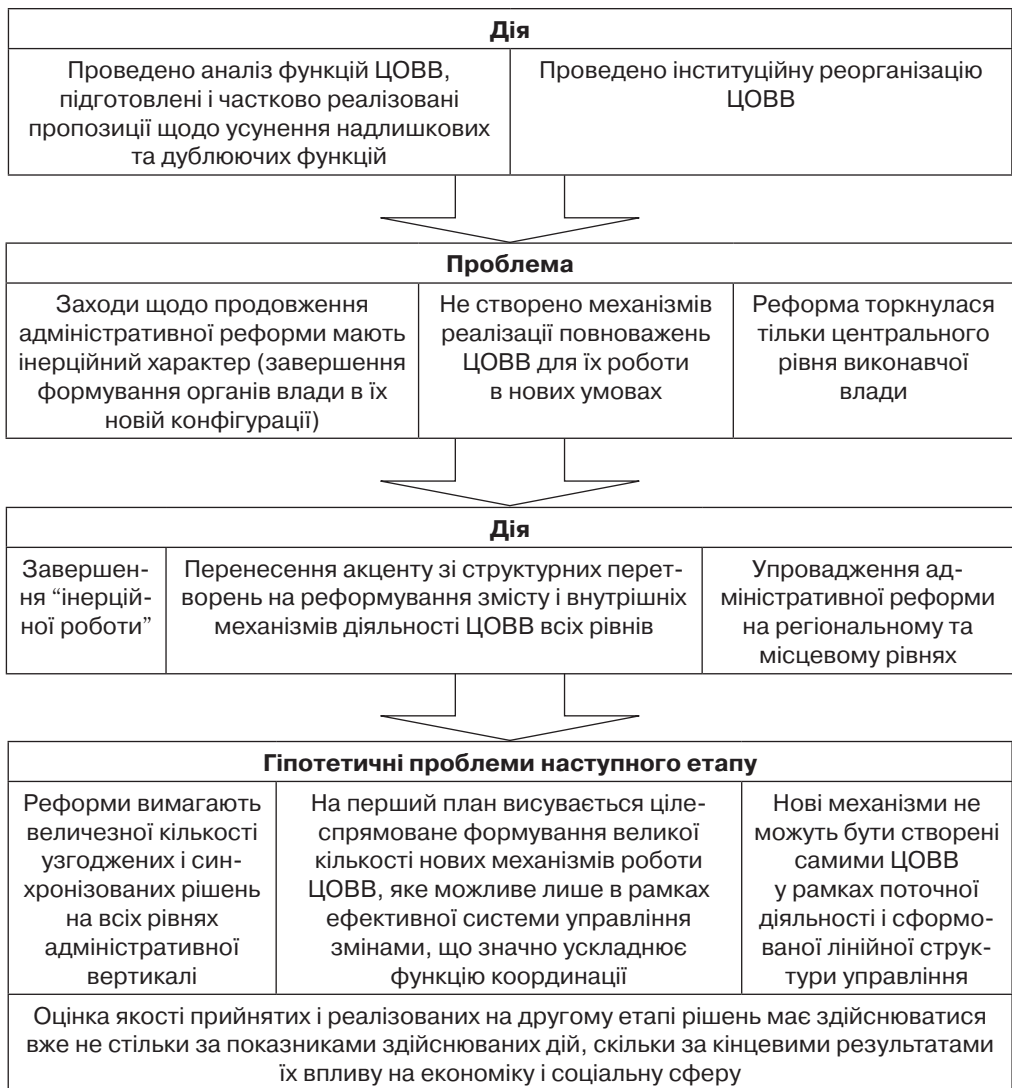 Дія
Проведено аналіз функцій ЦОВВ,
підготовлені і частково реалізовані
пропозиції щодо усунення надлишкових
та дублюючих функцій
Проведено інституційну реорганізацію
ЦОВВ
Проблема
Заходи щодо продовження
адміністративної реформи мають
інерційний характер (завершення
формування органів влади в їх
новій конфігурації)
Не створено механізмів
реалізації повноважень
ЦОВВ для їх роботи
в нових умовах
Реформа торкнулася
тільки центрального
рівня виконавчої
влади
Дія
Завершен-
ня “інерцій-
ної роботи”
Перенесення акценту зі структурних перет-
ворень на реформування змісту і внутрішніх
механізмів діяльності ЦОВВ всіх рівнів
Упровадження ад-
міністративної реформи
на регіональному та
місцевому рівнях
Гіпотетичні проблеми наступного етапу
Реформи вимагають
величезної кількості
узгоджених і син-
хронізованих рішень
на всіх рівнях
адміністративної
вертикалі
На перший план висувається ціле-
спрямоване формування великої
кількості нових механізмів роботи
ЦОВВ, яке можливе лише в рамках
ефективної системи управління
змінами, що значно ускладнює
функцію координації
Нові механізми не
можуть бути створені
самими ЦОВВ
у рамках поточної
діяльності і сформо-
ваної лінійної струк-
тури управління
Оцінка якості прийнятих і реалізованих на другому етапі рішень має здійснюватися
вже не стільки за показниками здійснюваних дій, скільки за кінцевими результатами
їх впливу на економіку і соціальну сферу